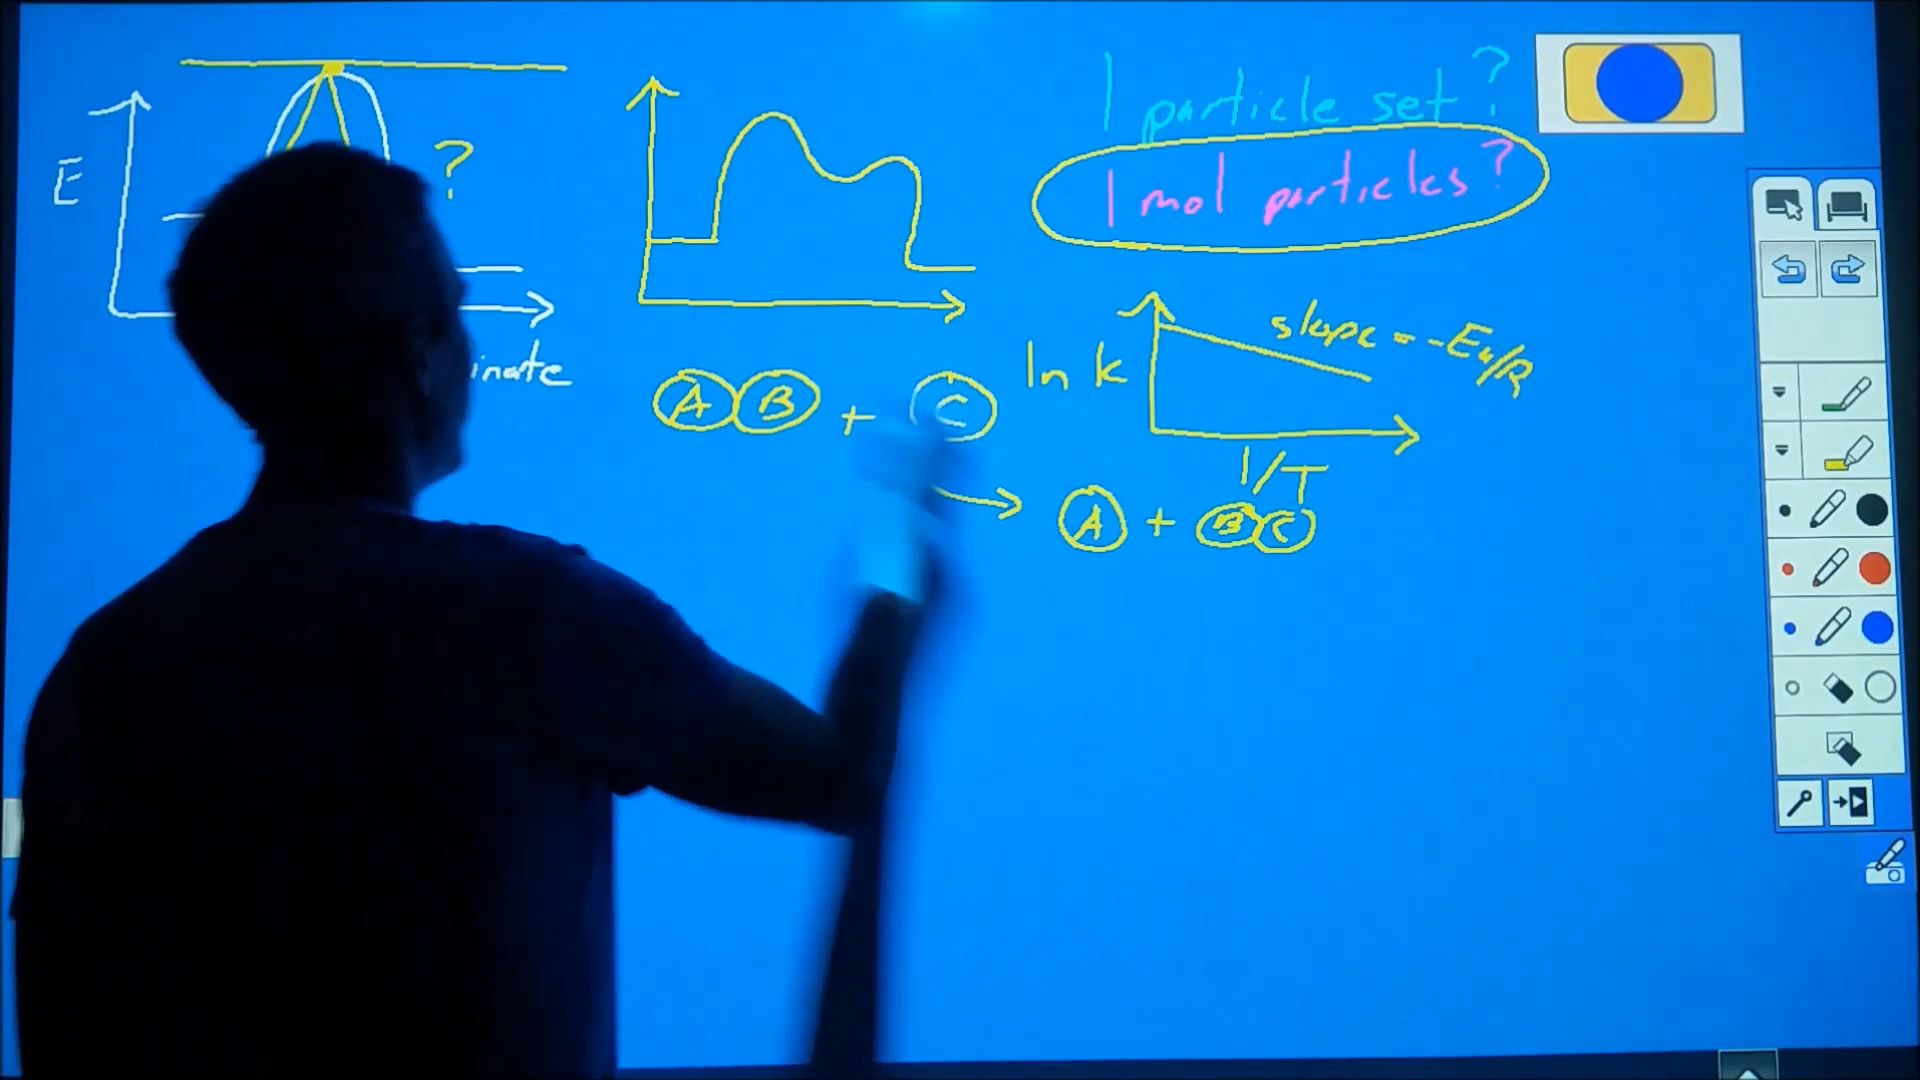 E
?
inate
1 particle set?
1 mol particles?
ln k
slope = -Ea/R
1/T
A B + C
→ A + B C